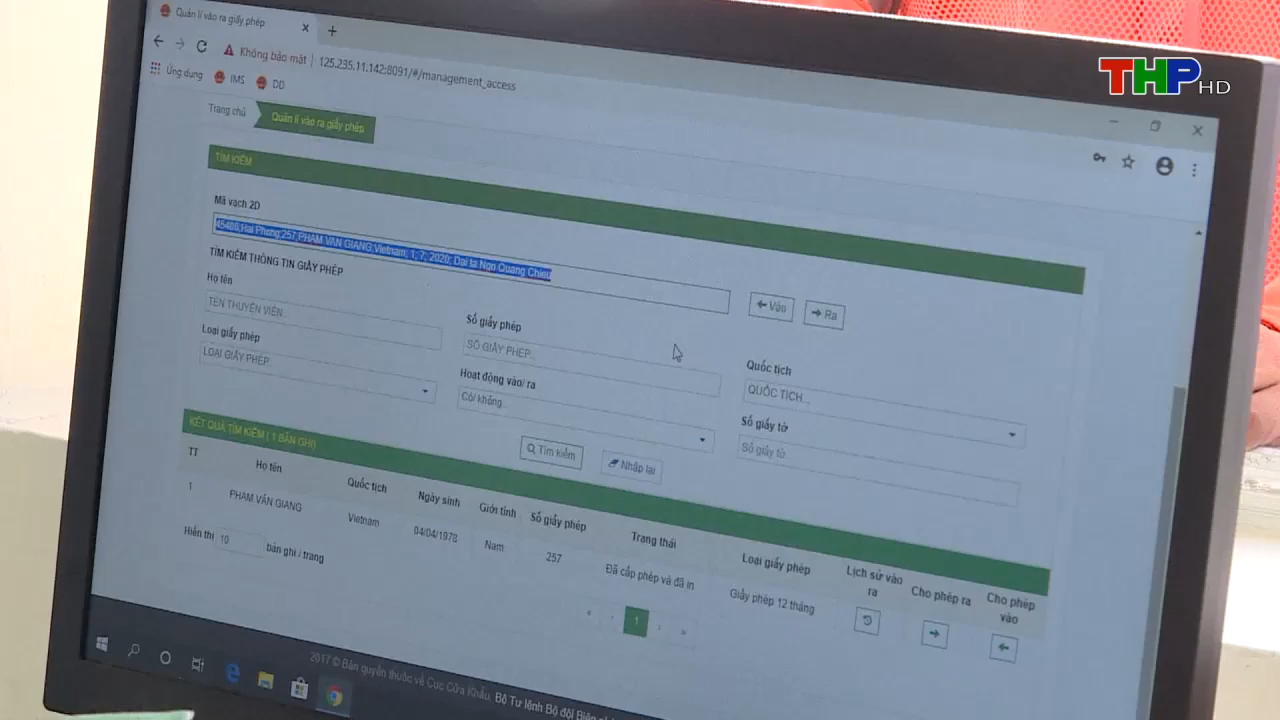 Quản lí vào ra giấy phép
THP HD
Không bảo mật | 125.235.11.142:8091/#/management_access
Ứng dụng IMS DD
Trang chủ Quản lí vào ra giấy phép
TÌM KIẾM
Mã vạch 2D
45408;Hai Phong;257;PHAM VAN GIANG;Vietnam; 1; 7; 2020; Dai ta Ngo Quang Chieu
Vào Ra
TÌM KIẾM THÔNG TIN GIẤY PHÉP
Họ tên Số giấy phép Quốc tịch
TÊN THUYỀN VIÊN... SỐ GIẤY PHÉP... QUỐC TỊCH...
Loại giấy phép Hoạt động vào/ ra Số giấy tờ
LOẠI GIẤY PHÉP Có/ không... Số giấy tờ
Tìm kiếm Nhập lại
KẾT QUẢ TÌM KIẾM ( 1 BẢN GHI)
TT Họ tên Quốc tịch Ngày sinh Giới tính Số giấy phép Trạng thái Loại giấy phép Lịch sử vào ra Cho phép ra Cho phép vào
1 PHẠM VĂN GIANG Vietnam 04/04/1978 Nam 257 Đã cấp phép và đã in Giấy phép 12 tháng
Hiển thị 10 bản ghi / trang
« ‹ 1 › »
2017 © Bản quyền thuộc về Cục Cửa Khẩu, Bộ Tư lệnh Bộ đội Biên